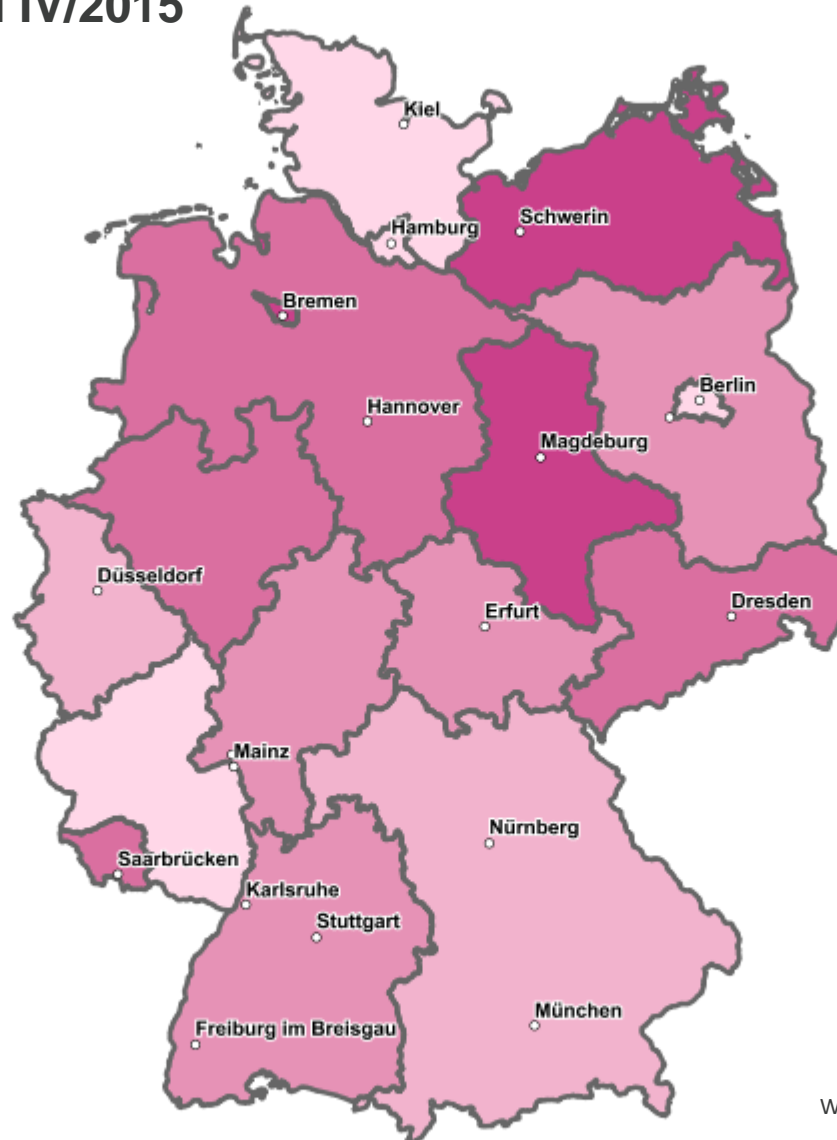 IV/2015
Kiel
Hamburg
Schwerin
Bremen
Berlin
Hannover
Magdeburg
Düsseldorf
Erfurt
Dresden
Mainz
Nürnberg
Saarbrücken
Karlsruhe
Stuttgart
München
Freiburg im Breisgau